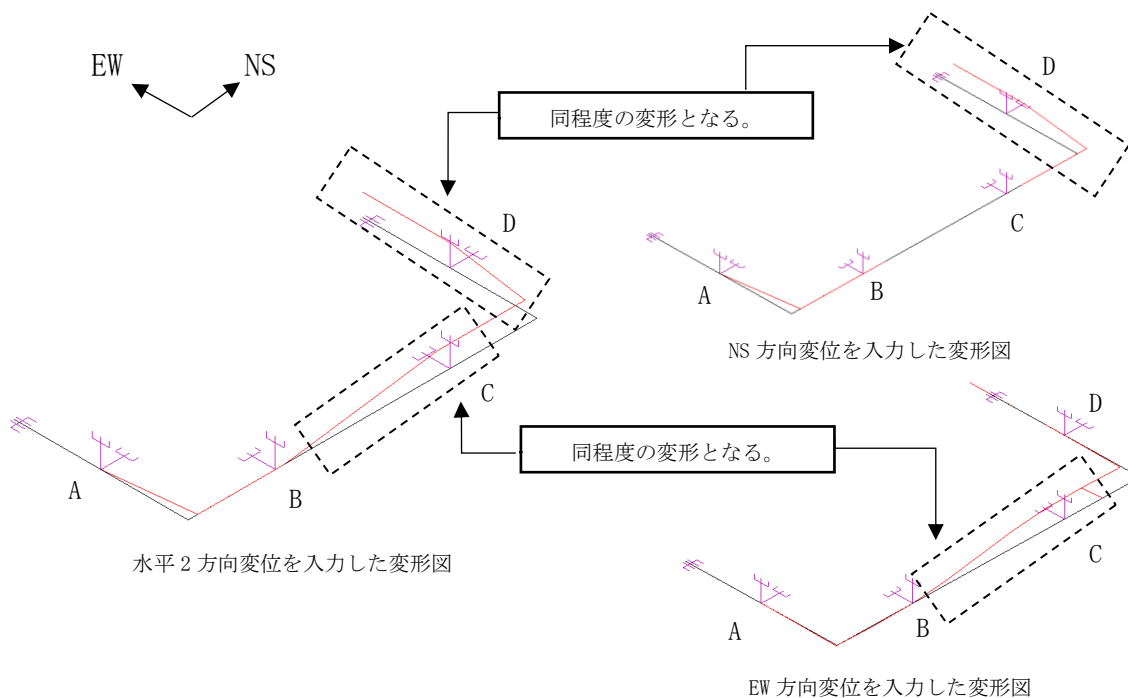 EW
NS
同程度の変形となる。
D
D
C
A
B
NS 方向変位を入力した変形図
C
A
B
同程度の変形となる。
水平 2 方向変位を入力した変形図
D
C
A
B
EW 方向変位を入力した変形図